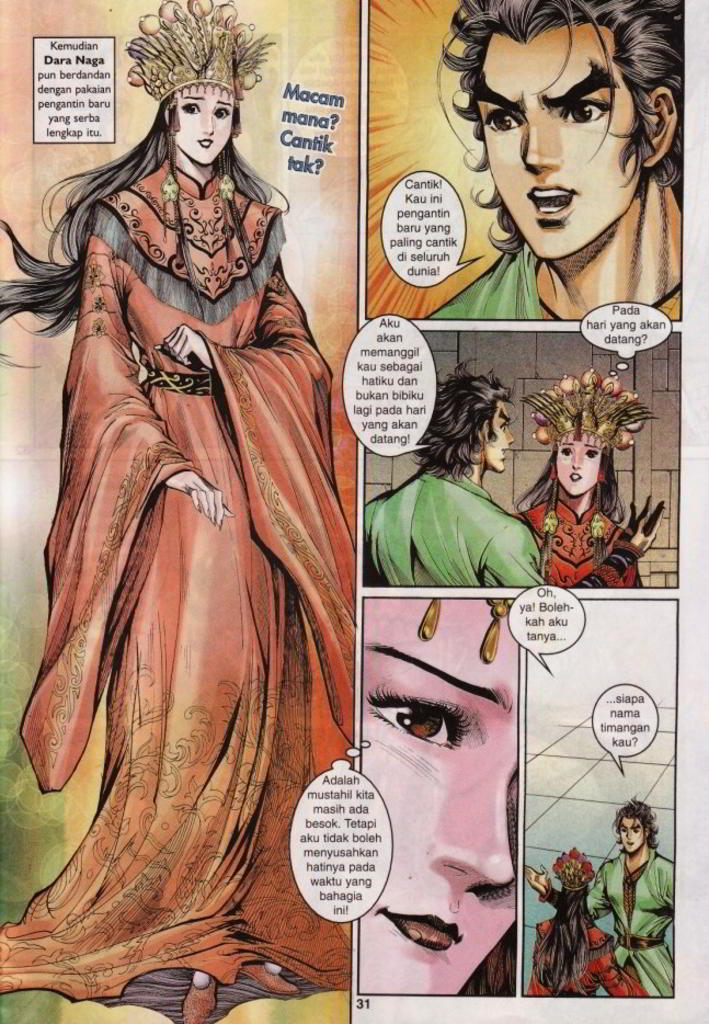 Kemudian
Dara Naga
pun berdandan
dengan pakaian
pengantin baru
yang serba
lengkap itu.
Macam
mana?
Cantik
tak?
Cantik!
Kau ini
pengantin
baru yang
paling cantik
di seluruh
dunia!
Aku
akan
memanggil
kau sebagai
hatiku dan
bukan bibiku
lagi pada hari
yang akan
datang!
Pada
hari yang akan
datang?
Adalah
mustahil kita
masih ada
besok. Tetapi
aku tidak boleh
menyusahkan
hatinya pada
waktu yang
bahagia
ini!
Oh,
ya! Boleh-
kah aku
tanya...
...siapa
nama
timangan
kau?
31